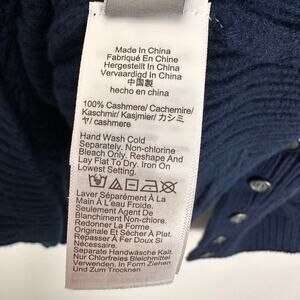 Made In China
Fabriqué En Chine
Hergestellt In China
Vervaardigd In China
中国製
hecho en china
100% Cashmere/ Cachemire/
Kaschmir/ Kasjmier/ カシミ
ヤ/ cashmere
Hand Wash Cold
Separately. Non-chlorine
Bleach Only. Reshape And
Lay Flat To Dry. Iron On
Lowest Setting.
Laver Séparément À La
Main À L'eau Froide.
Seulement Agent De
Blanchiment Non-chlore.
Redonner La Forme
Originale Et Sécher À Plat.
Repasser À Fer Doux Si
Nécessaire.
Separate Handwäsche Kalt.
Nur Chlorfreies Bleichmittel
Verwenden. In Form Ziehen
Und Zum Trocknen